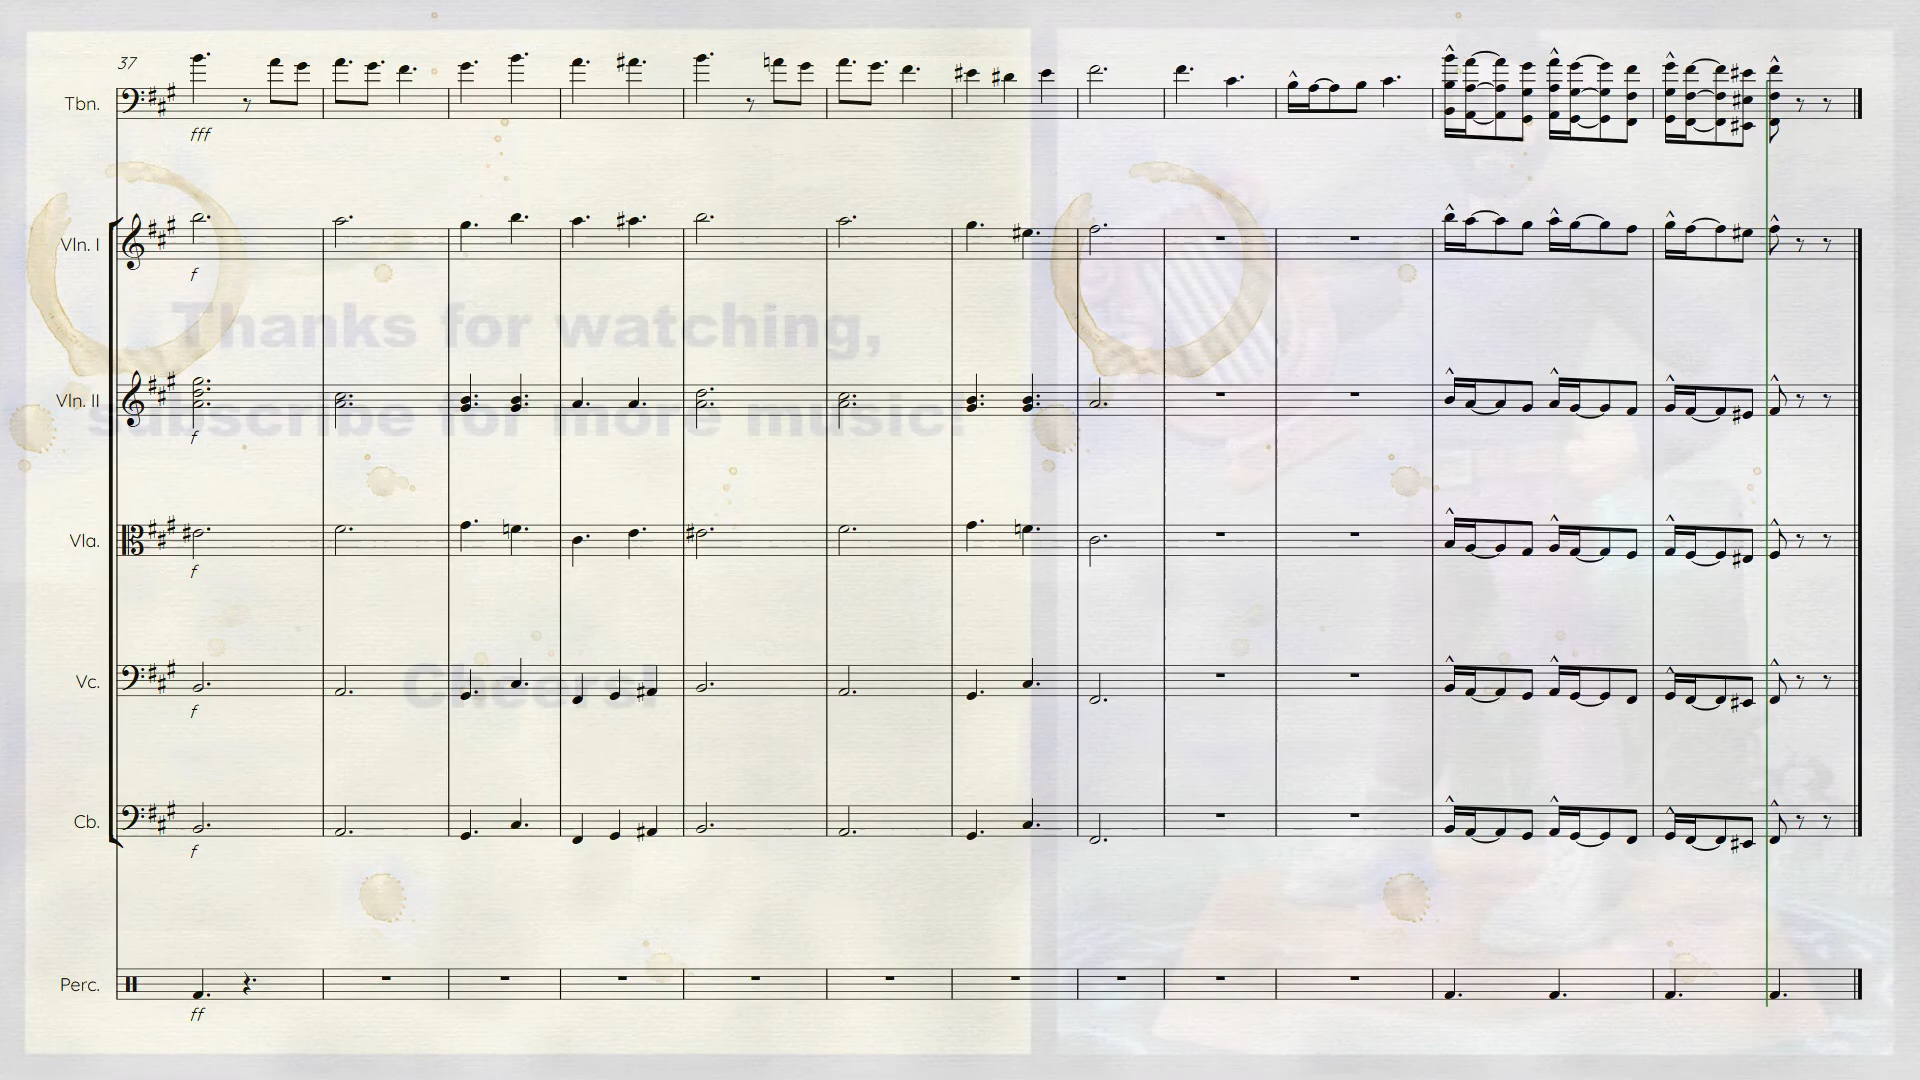 37
Tbn.
fff
Vln. I
f
Thanks for watching,
Vln. II
subscribe for more music!
f
Vla.
f
Vc.
Cheers!
f
Cb.
f
Perc.
ff